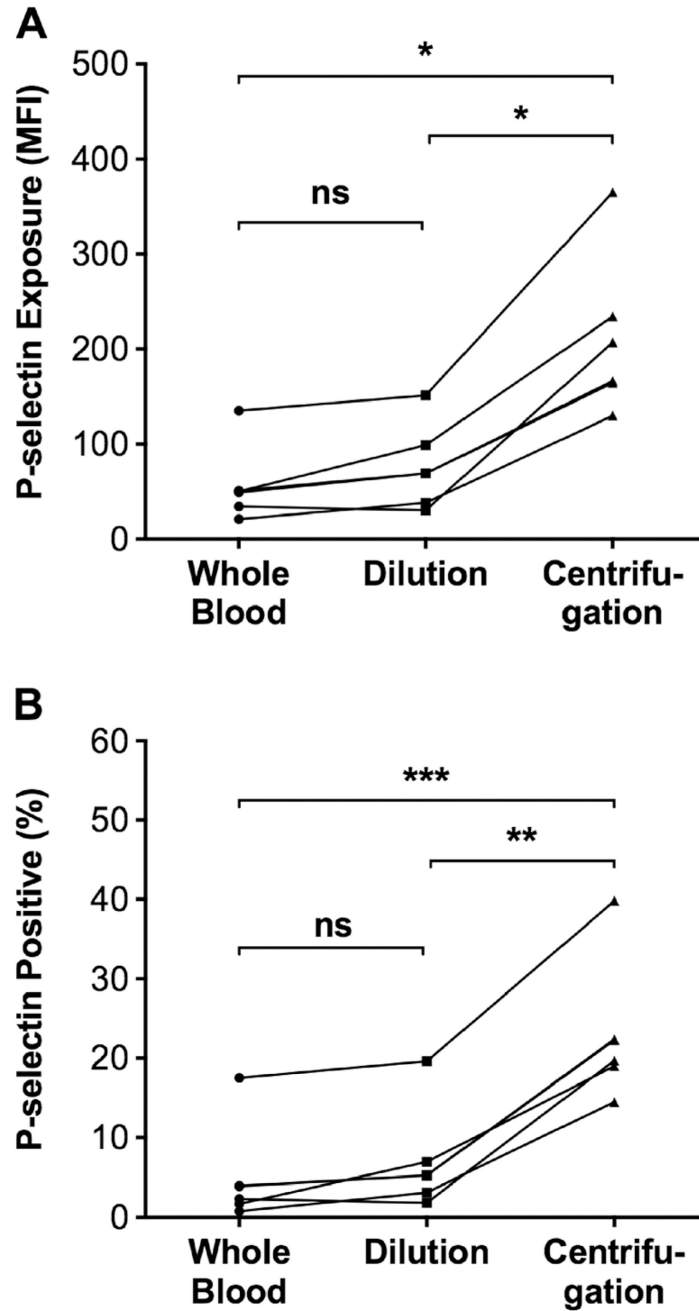 A
P-selectin Exposure (MFI)
500
400
300
200
100
0
*
*
ns
Whole
Blood
Dilution
Centrifu-
gation
B
P-selectin Positive (%)
60
50
40
30
20
10
0
***
**
ns
Whole
Blood
Dilution
Centrifu-
gation